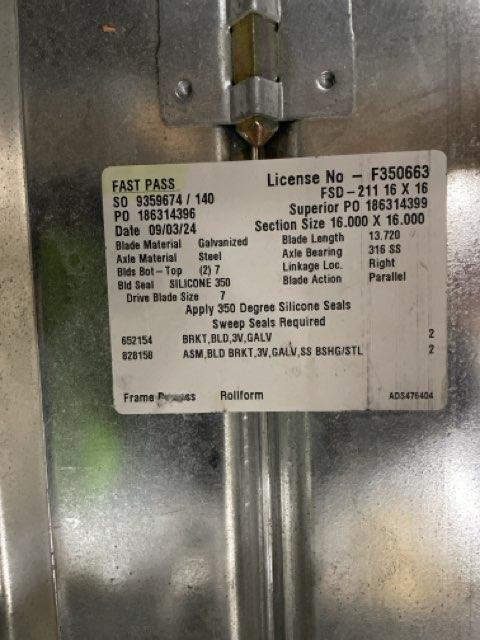 FAST PASS License No - F350663
SO 9359674 / 140 FSD-211 16 X 16
PO 186314396 Superior PO 186314399
Date 09/03/24 Section Size 16.000 X 16.000
Blade Material Galvanized Blade Length 13.720
Axle Material Steel Axle Bearing 316 SS
Blds Bot-Top (2) 7 Linkage Loc. Right
Bld Seal SILICONE 350 Blade Action Parallel
Drive Blade Size 7
Apply 350 Degree Silicone Seals
Sweep Seals Required
652154 BRKT,BLD,3V,GALV 2
828158 ASM,BLD BRKT,3V,GALV,SS BSHG/STL 2
Frame Process Rollform ADS476404